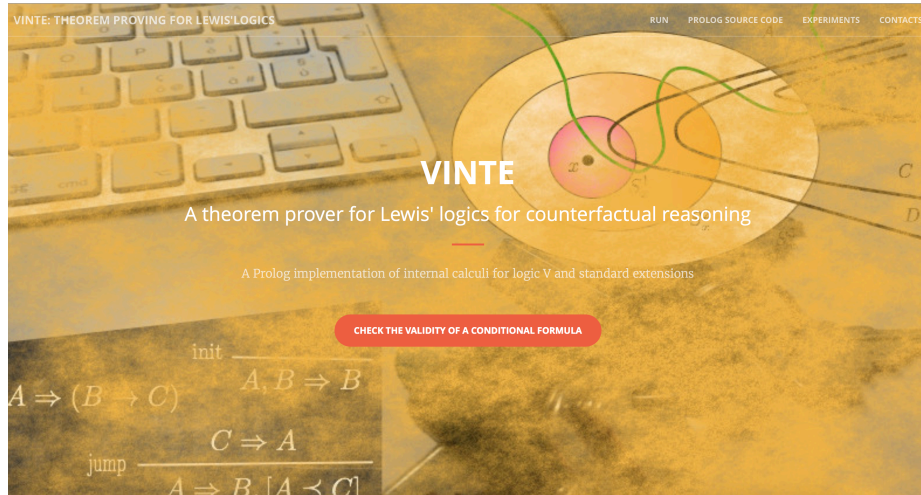 VINTE: THEOREM PROVING FOR LEWIS'LOGICS
RUN
PROLOG SOURCE CODE
EXPERIMENTS
CONTACTS
VINTE
A theorem prover for Lewis' logics for counterfactual reasoning
A Prolog implementation of internal calculi for logic V and standard extensions
CHECK THE VALIDITY OF A CONDITIONAL FORMULA
cmd
x
C
D
init
A, B ⇒ B
A ⇒ (B → C)
C ⇒ A
jump
A ⇒ B, [A ≺ C]